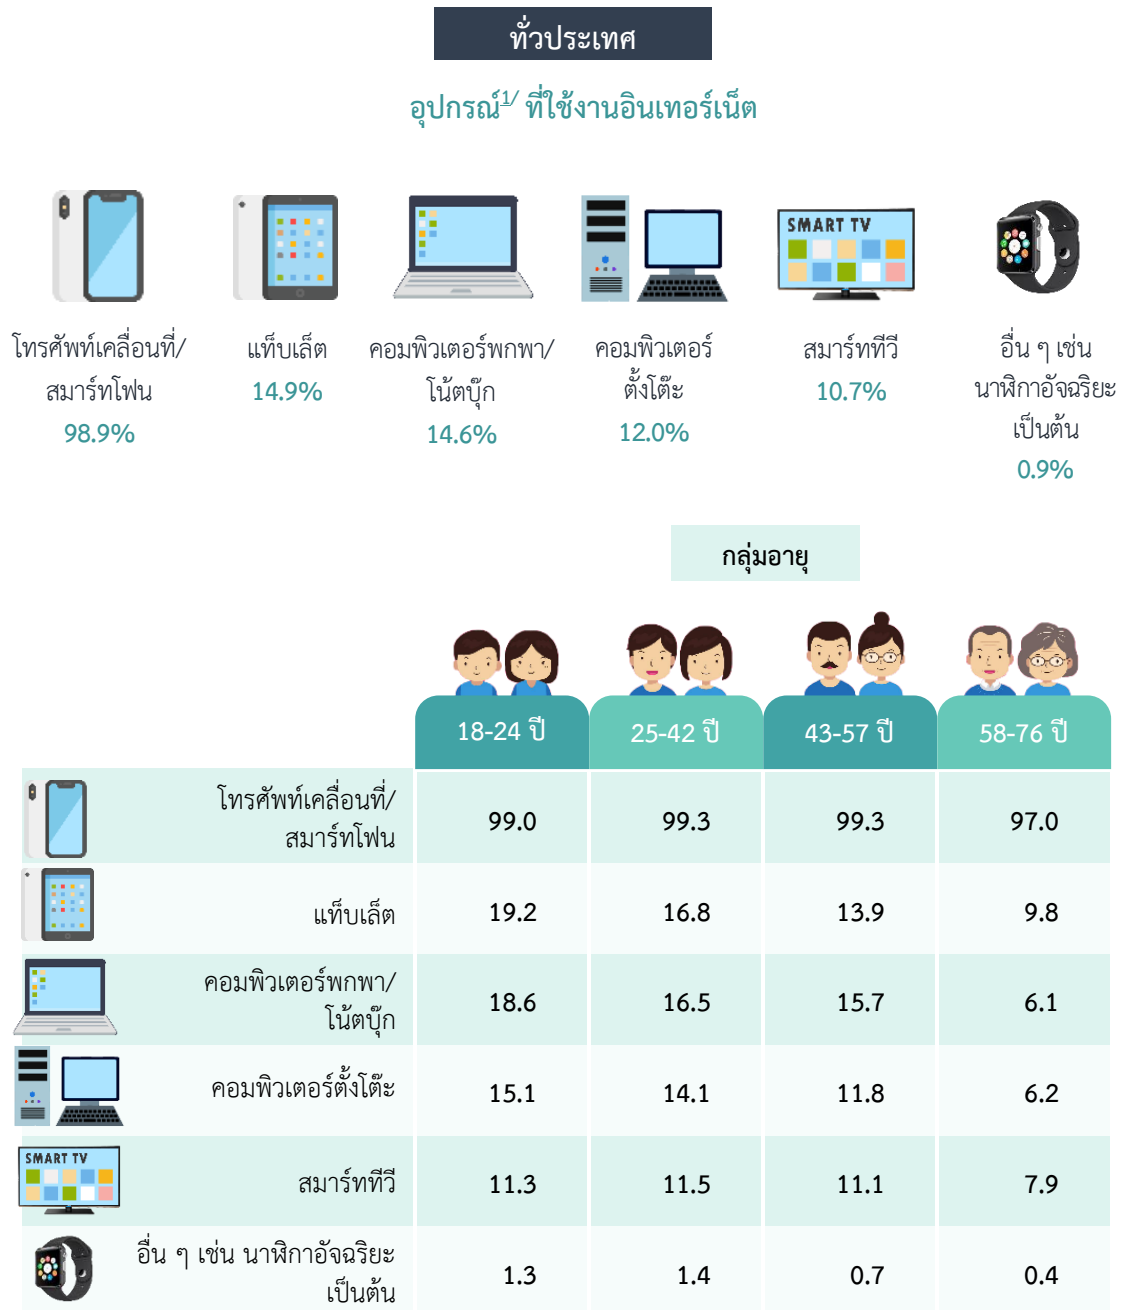 ทั่วประเทศ
อุปกรณ์1/ ที่ใช้งานอินเทอร์เน็ต
SMART TV
โทรศัพท์เคลื่อนที่/
สมาร์ทโฟน
98.9%
แท็บเล็ต
14.9%
คอมพิวเตอร์พกพา/
โน้ตบุ๊ก
14.6%
คอมพิวเตอร์
ตั้งโต๊ะ
12.0%
สมาร์ททีวี
10.7%
อื่น ๆ เช่น
นาฬิกาอัจฉริยะ
เป็นต้น
0.9%
กลุ่มอายุ
18-24 ปี 25-42 ปี 43-57 ปี 58-76 ปี
โทรศัพท์เคลื่อนที่/
สมาร์ทโฟน
99.0 99.3 99.3 97.0
แท็บเล็ต 19.2 16.8 13.9 9.8
คอมพิวเตอร์พกพา/
โน้ตบุ๊ก
18.6 16.5 15.7 6.1
คอมพิวเตอร์ตั้งโต๊ะ 15.1 14.1 11.8 6.2
SMART TV
สมาร์ททีวี 11.3 11.5 11.1 7.9
อื่น ๆ เช่น นาฬิกาอัจฉริยะ
เป็นต้น
1.3 1.4 0.7 0.4